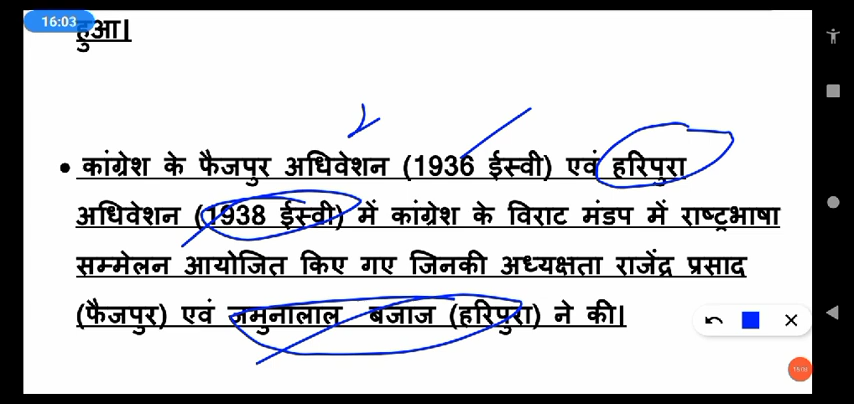 16:03
हुआ।
• कांग्रेश के फैजपुर अधिवेशन (1936 ईस्वी) एवं हरिपुरा
अधिवेशन (1938 ईस्वी) में कांग्रेश के विराट मंडप में राष्ट्रभाषा
सम्मेलन आयोजित किए गए जिनकी अध्यक्षता राजेंद्र प्रसाद
(फैजपुर) एवं जमुनालाल बजाज (हरिपुरा) ने की।